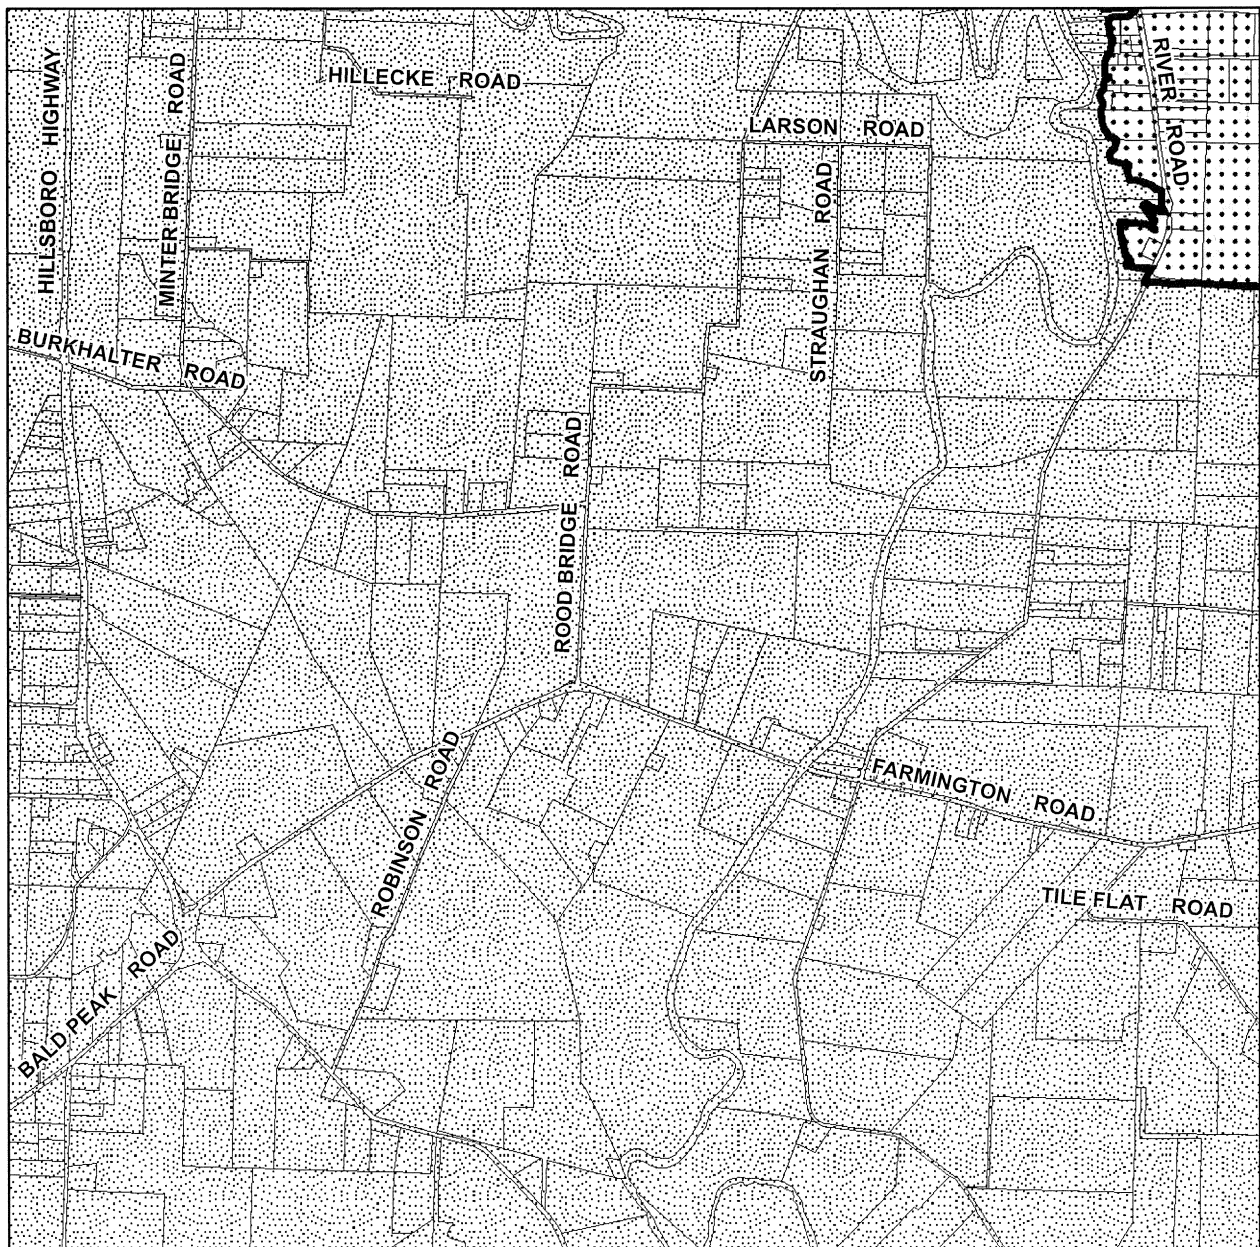 HILLSBORO HIGHWAY
MINTER BRIDGE ROAD
HILLECKE ROAD
LARSON ROAD
RIVER ROAD
STRAUGHAN ROAD
BURKHALTER ROAD
ROOD BRIDGE ROAD
ROBINSON ROAD
FARMINGTON ROAD
TILE FLAT ROAD
BALD PEAK ROAD